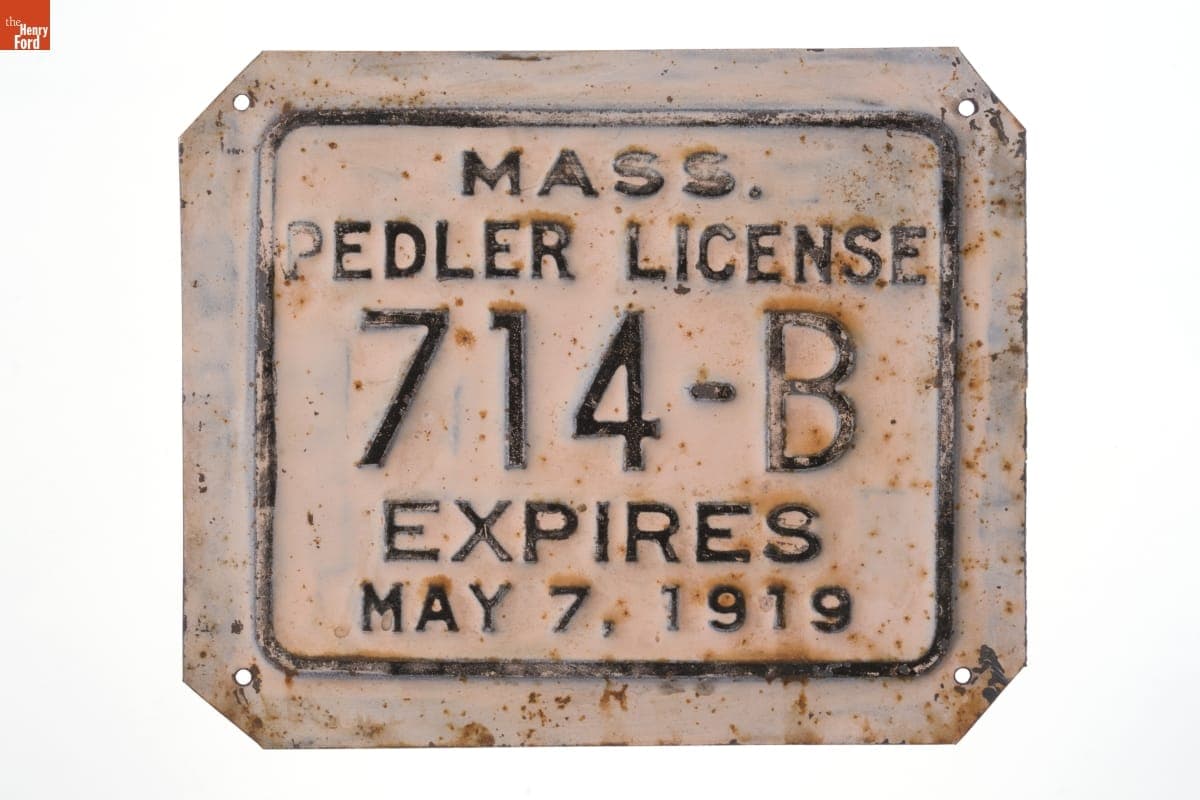 the
Henry
Ford
MASS.
PEDLER LICENSE
714-B
EXPIRES
MAY 7, 1919